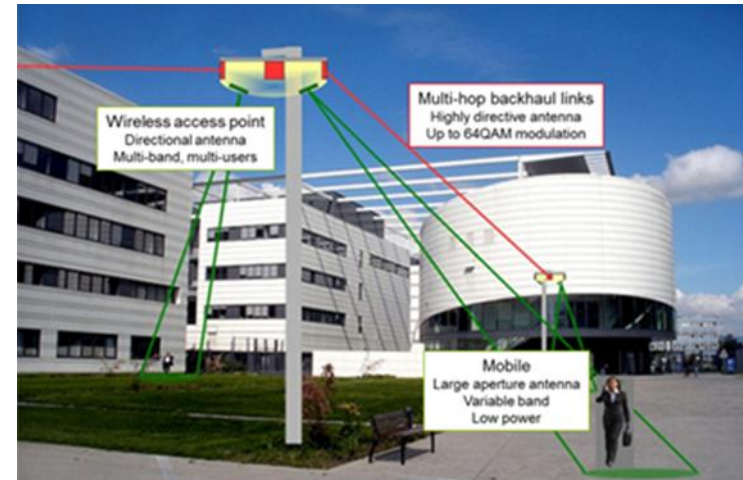 Wireless access point
Directional antenna
Multi-band, multi-users
Multi-hop backhaul links
Highly directive antenna
Up to 64QAM modulation
Mobile
Large aperture antenna
Variable band
Low power